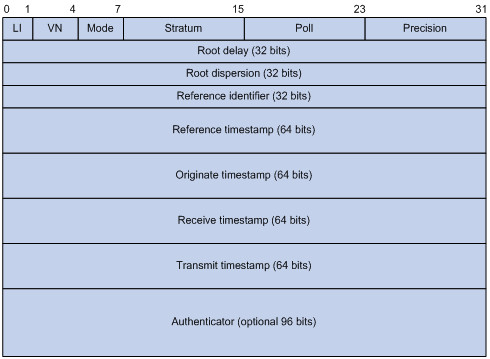 0 1 4 7 15 23 31
LI VN Mode Stratum Poll Precision
Root delay (32 bits)
Root dispersion (32 bits)
Reference identifier (32 bits)
Reference timestamp (64 bits)
Originate timestamp (64 bits)
Receive timestamp (64 bits)
Transmit timestamp (64 bits)
Authenticator (optional 96 bits)